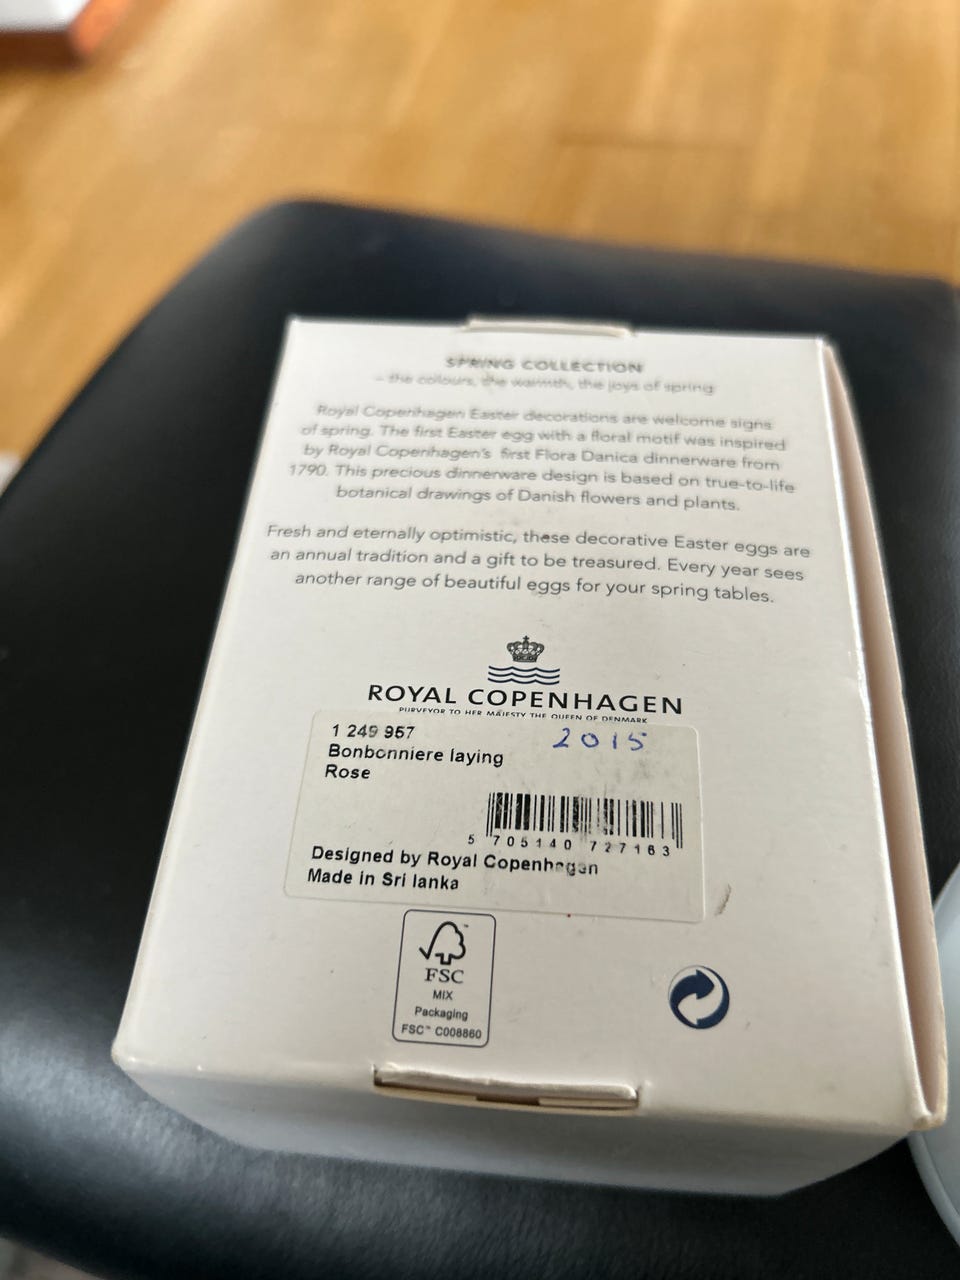 SPRING COLLECTION
– the colours, the warmth, the joys of spring
Royal Copenhagen Easter decorations are welcome signs
of spring. The first Easter egg with a floral motif was inspired
by Royal Copenhagen's first Flora Danica dinnerware from
1790. This precious dinnerware design is based on true-to-life
botanical drawings of Danish flowers and plants.
Fresh and eternally optimistic, these decorative Easter eggs are
an annual tradition and a gift to be treasured. Every year sees
another range of beautiful eggs for your spring tables.
ROYAL COPENHAGEN
PURVEYOR TO HER MAJESTY THE QUEEN OF DENMARK
1 249 957
2015
Bonbonniere laying
Rose
5 705140 727163
Designed by Royal Copenhagen
Made in Sri lanka
FSC
MIX
Packaging
FSC™ C008860